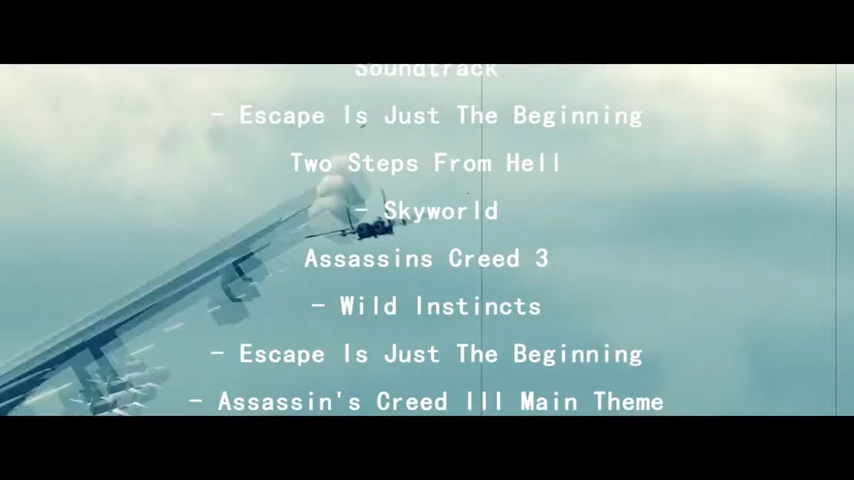 Soundtrack
- Escape Is Just The Beginning
Two Steps From Hell
- Skyworld
Assassins Creed 3
- Wild Instincts
- Escape Is Just The Beginning
- Assassin's Creed III Main Theme